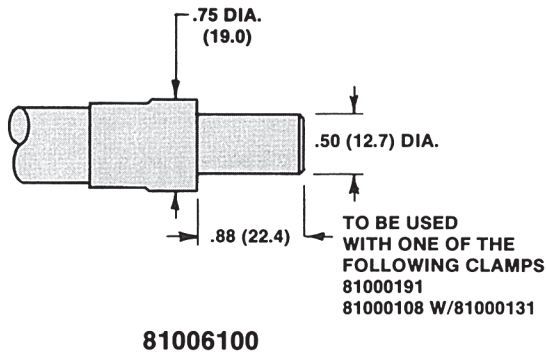 .75 DIA.
(19.0)
.50 (12.7) DIA.
.88 (22.4)
TO BE USED
WITH ONE OF THE
FOLLOWING CLAMPS
81000191
81000108 W/81000131
81006100